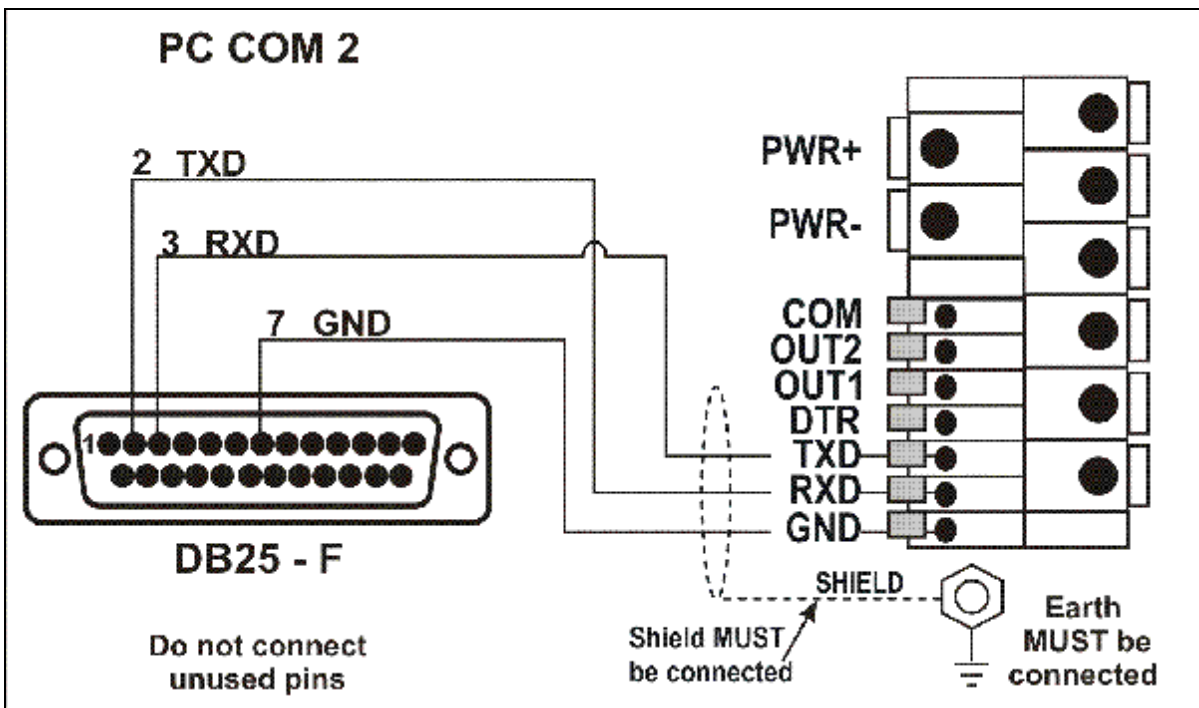 PC COM 2
2 TXD
3 RXD
7 GND
1
DB25 - F
Do not connect
unused pins
PWR+
PWR-
COM
OUT2
OUT1
DTR
TXD
RXD
GND
SHIELD
Shield MUST
be connected
Earth
MUST be
connected